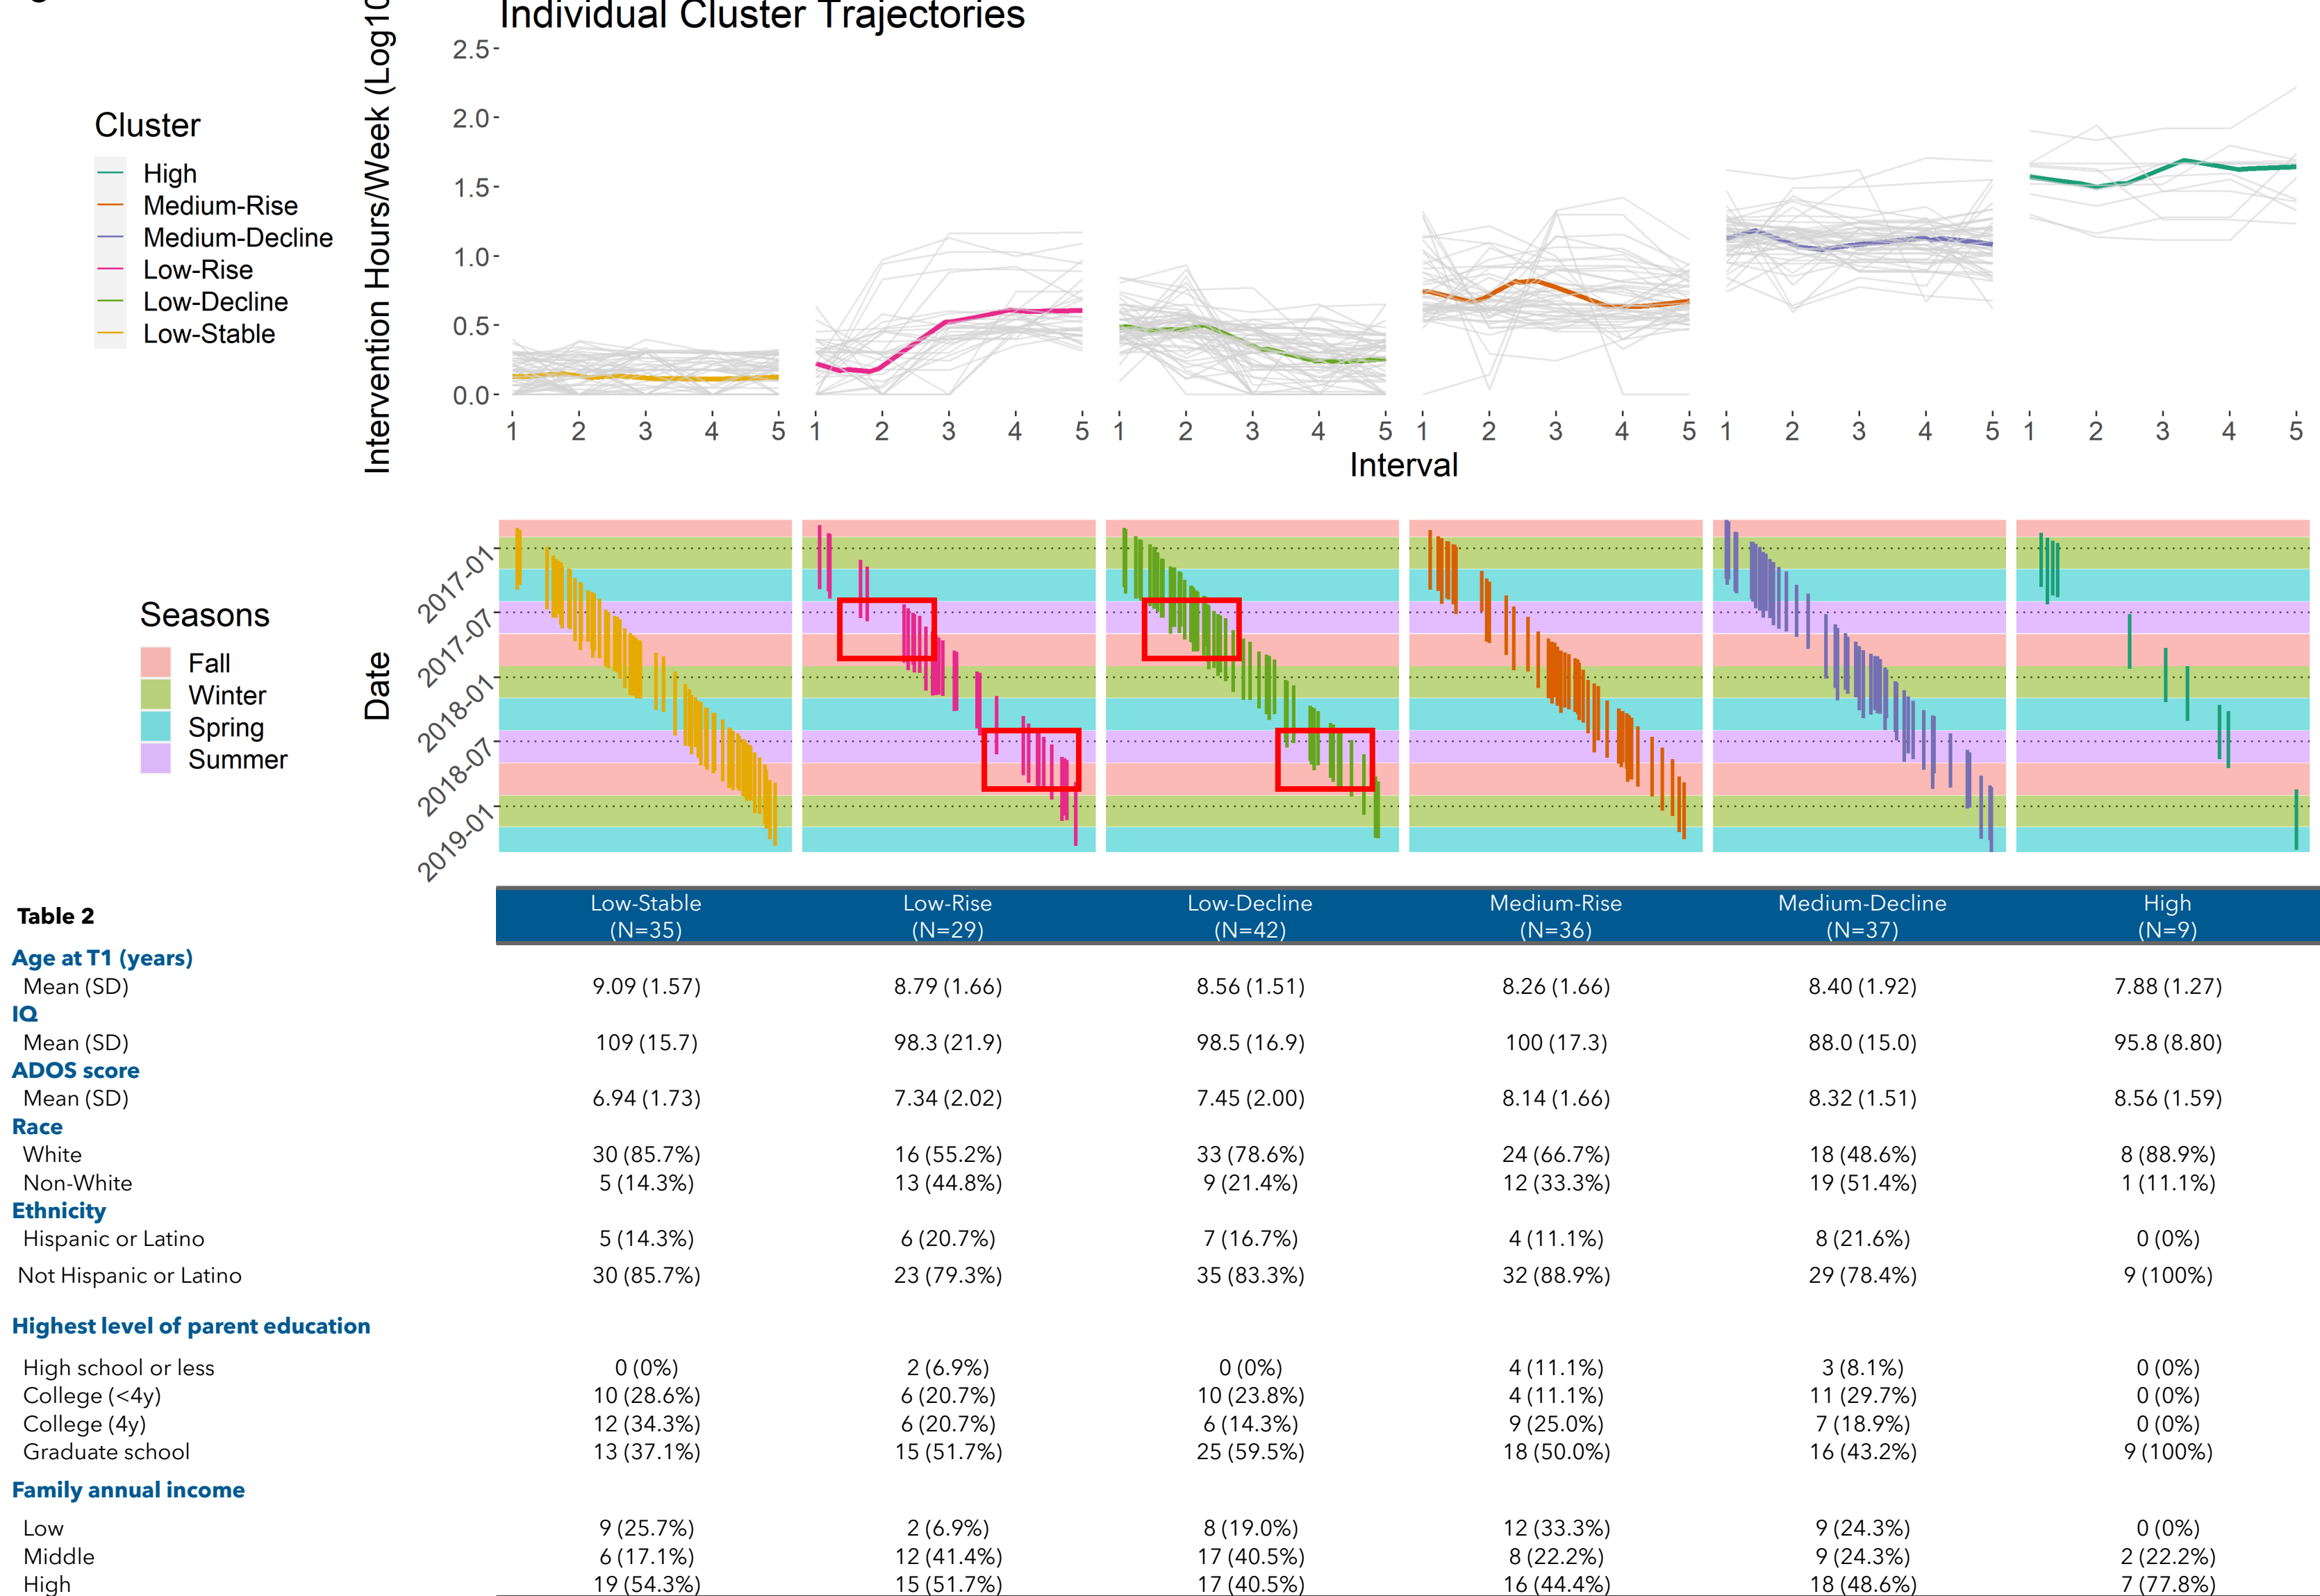 Individual Cluster Trajectories
Intervention Hours/Week (Log10
2.5
2.0
1.5
1.0
0.5
0.0
Cluster
High
Medium-Rise
Medium-Decline
Low-Rise
Low-Decline
Low-Stable
1 2 3 4 5 1 2 3 4 5 1 2 3 4 5 1 2 3 4 5 1 2 3 4 5 1 2 3 4 5
Interval
Seasons
Fall
Winter
Spring
Summer
Date
2017-01
2017-07
2018-01
2018-07
2019-01
Table 2
Low-Stable Low-Rise Low-Decline Medium-Rise Medium-Decline High
(N=35) (N=29) (N=42) (N=36) (N=37) (N=9)
Age at T1 (years)
Mean (SD) 9.09 (1.57) 8.79 (1.66) 8.56 (1.51) 8.26 (1.66) 8.40 (1.92) 7.88 (1.27)
IQ
Mean (SD) 109 (15.7) 98.3 (21.9) 98.5 (16.9) 100 (17.3) 88.0 (15.0) 95.8 (8.80)
ADOS score
Mean (SD) 6.94 (1.73) 7.34 (2.02) 7.45 (2.00) 8.14 (1.66) 8.32 (1.51) 8.56 (1.59)
Race
White 30 (85.7%) 16 (55.2%) 33 (78.6%) 24 (66.7%) 18 (48.6%) 8 (88.9%)
Non-White 5 (14.3%) 13 (44.8%) 9 (21.4%) 12 (33.3%) 19 (51.4%) 1 (11.1%)
Ethnicity
Hispanic or Latino 5 (14.3%) 6 (20.7%) 7 (16.7%) 4 (11.1%) 8 (21.6%) 0 (0%)
Not Hispanic or Latino 30 (85.7%) 23 (79.3%) 35 (83.3%) 32 (88.9%) 29 (78.4%) 9 (100%)
Highest level of parent education
High school or less 0 (0%) 2 (6.9%) 0 (0%) 4 (11.1%) 3 (8.1%) 0 (0%)
College (<4y) 10 (28.6%) 6 (20.7%) 10 (23.8%) 4 (11.1%) 11 (29.7%) 0 (0%)
College (4y) 12 (34.3%) 6 (20.7%) 6 (14.3%) 9 (25.0%) 7 (18.9%) 0 (0%)
Graduate school 13 (37.1%) 15 (51.7%) 25 (59.5%) 18 (50.0%) 16 (43.2%) 9 (100%)
Family annual income
Low 9 (25.7%) 2 (6.9%) 8 (19.0%) 12 (33.3%) 9 (24.3%) 0 (0%)
Middle 6 (17.1%) 12 (41.4%) 17 (40.5%) 8 (22.2%) 9 (24.3%) 2 (22.2%)
High 19 (54.3%) 15 (51.7%) 17 (40.5%) 16 (44.4%) 18 (48.6%) 7 (77.8%)